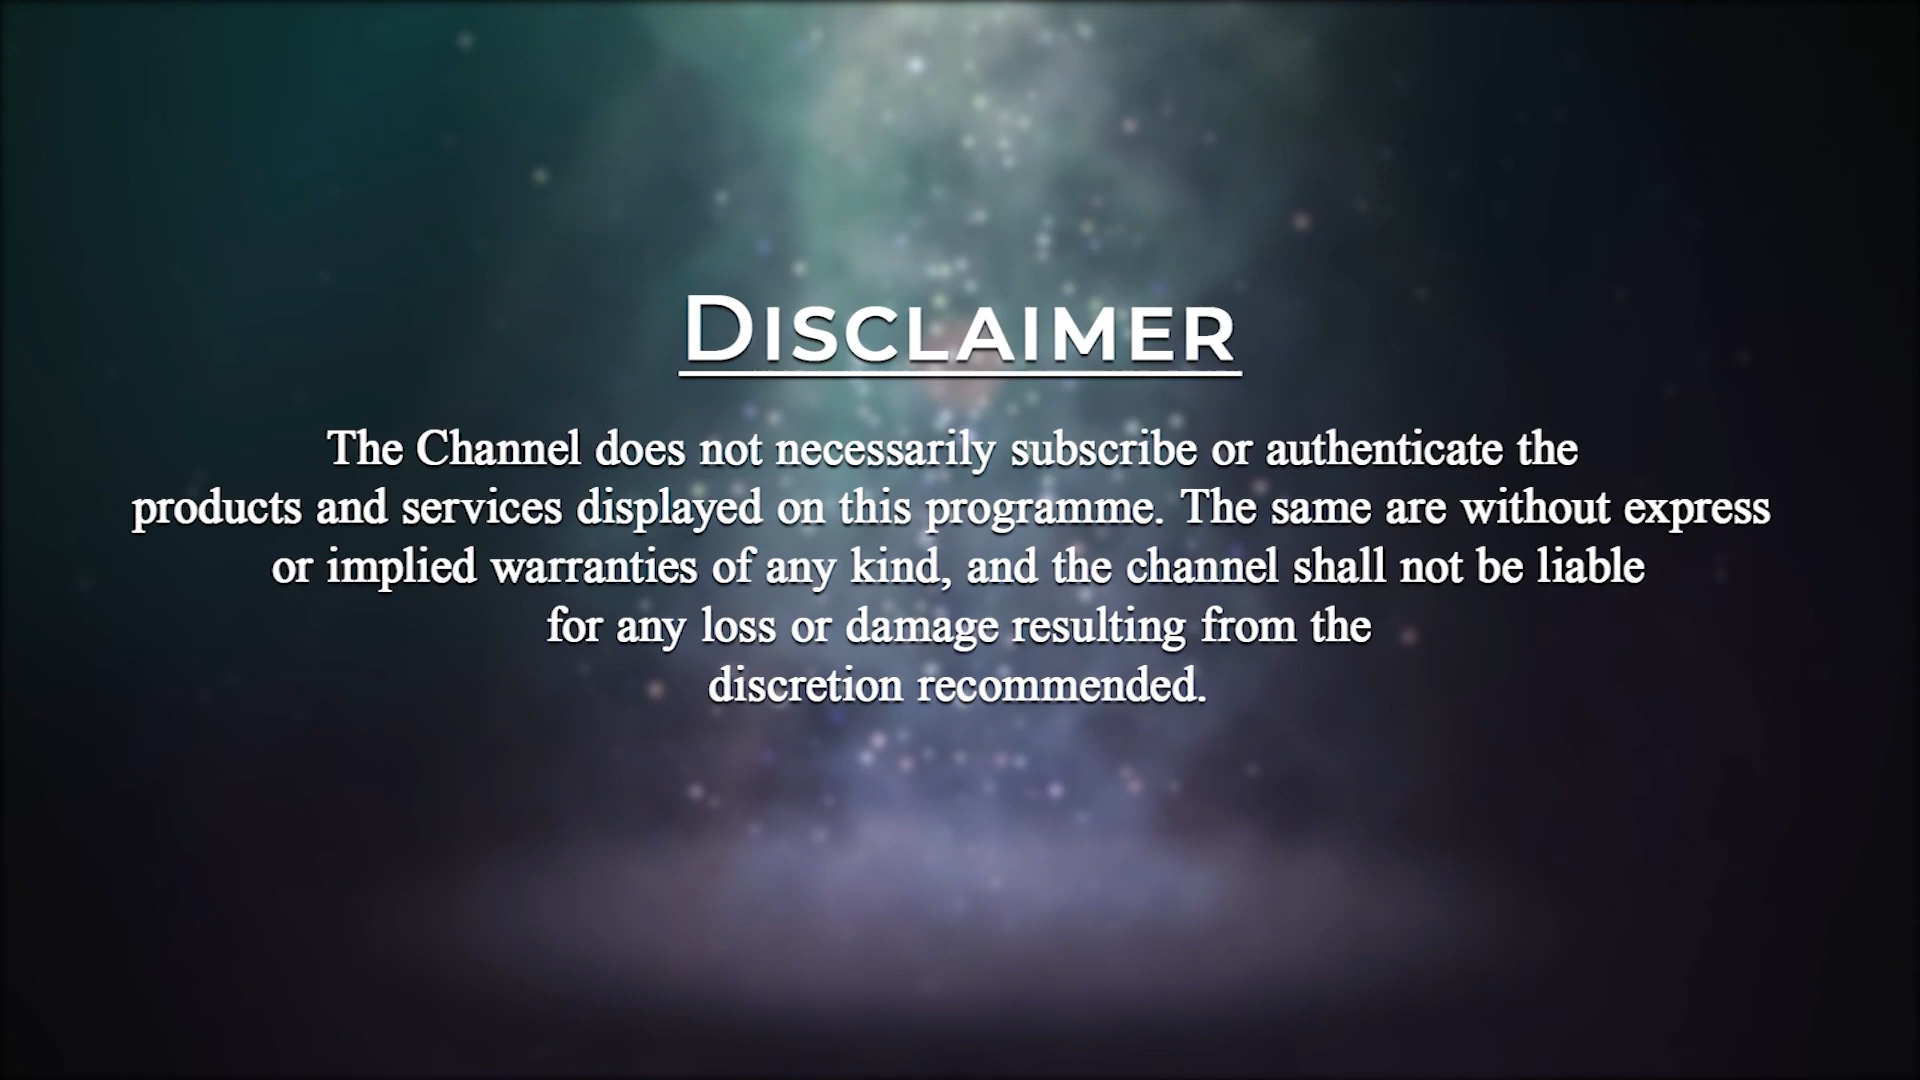 DISCLAIMER
The Channel does not necessarily subscribe or authenticate the
products and services displayed on this programme. The same are without express
or implied warranties of any kind, and the channel shall not be liable
for any loss or damage resulting from the
discretion recommended.